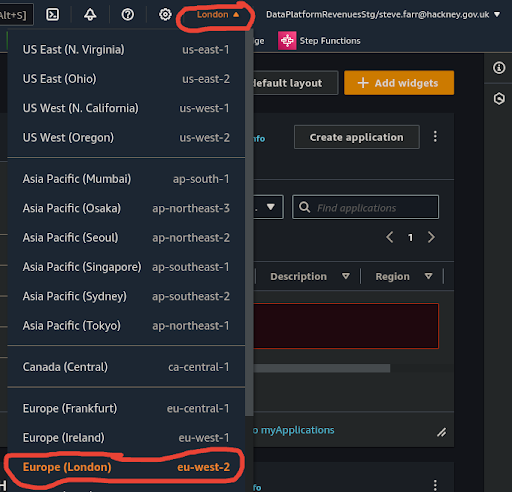 Alt+S]
London ▲
DataPlatformRevenuesStg/steve.farr@hackney.gov.uk ▼
Step Functions
US East (N. Virginia) us-east-1
US East (Ohio) us-east-2
US West (N. California) us-west-1
US West (Oregon) us-west-2
Asia Pacific (Mumbai) ap-south-1
Asia Pacific (Osaka) ap-northeast-3
Asia Pacific (Seoul) ap-northeast-2
Asia Pacific (Singapore) ap-southeast-1
Asia Pacific (Sydney) ap-southeast-2
Asia Pacific (Tokyo) ap-northeast-1
Canada (Central) ca-central-1
Europe (Frankfurt) eu-central-1
Europe (Ireland) eu-west-1
Europe (London) eu-west-2
default layout
+ Add widgets
nfo
Create application
Find applications
1
Description
Region
o myApplications